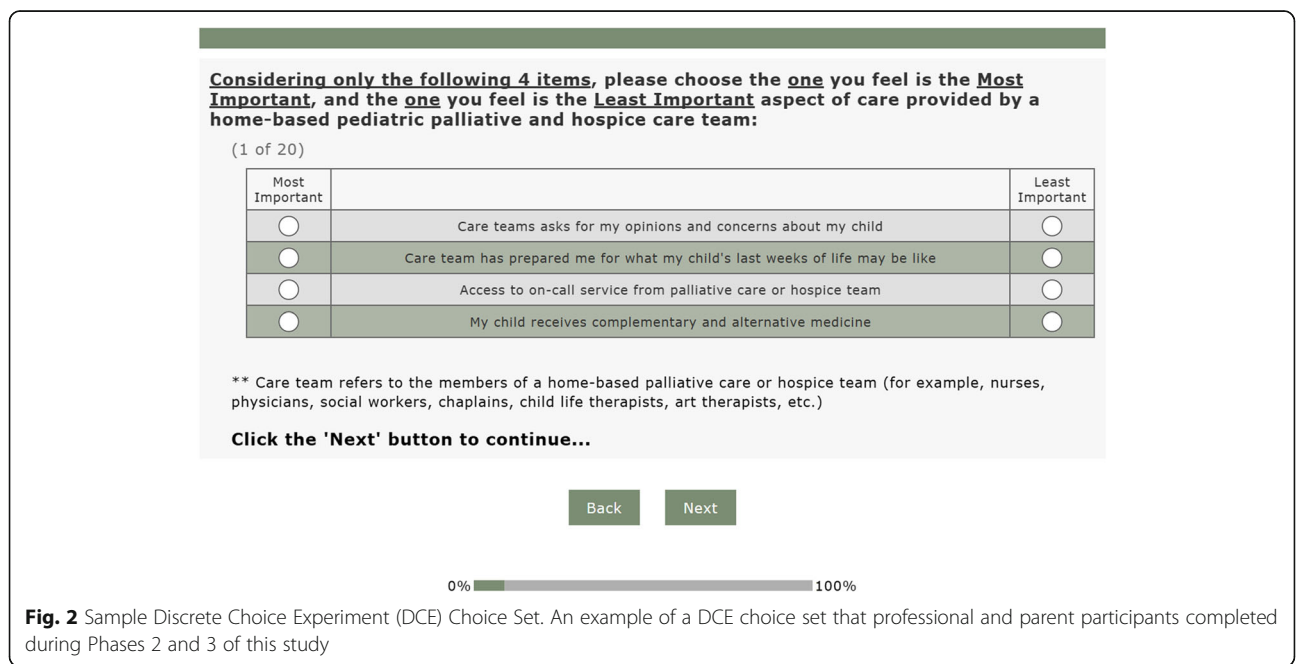 Considering only the following 4 items, please choose the one you feel is the Most
Important, and the one you feel is the Least Important aspect of care provided by a
home-based pediatric palliative and hospice care team:
(1 of 20)
Most
Important
Least
Important
Care teams asks for my opinions and concerns about my child
Care team has prepared me for what my child's last weeks of life may be like
Access to on-call service from palliative care or hospice team
My child receives complementary and alternative medicine
** Care team refers to the members of a home-based palliative care or hospice team (for example, nurses,
physicians, social workers, chaplains, child life therapists, art therapists, etc.)
Click the 'Next' button to continue...
Back Next
0% 100%
Fig. 2 Sample Discrete Choice Experiment (DCE) Choice Set. An example of a DCE choice set that professional and parent participants completed
during Phases 2 and 3 of this study